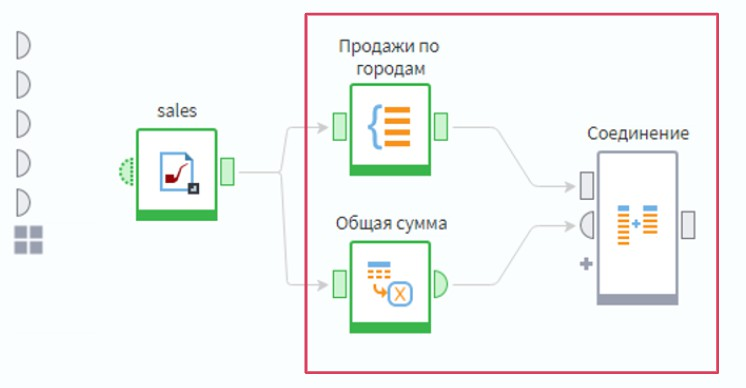 Продажи по
городам
sales
Соединение
Общая сумма